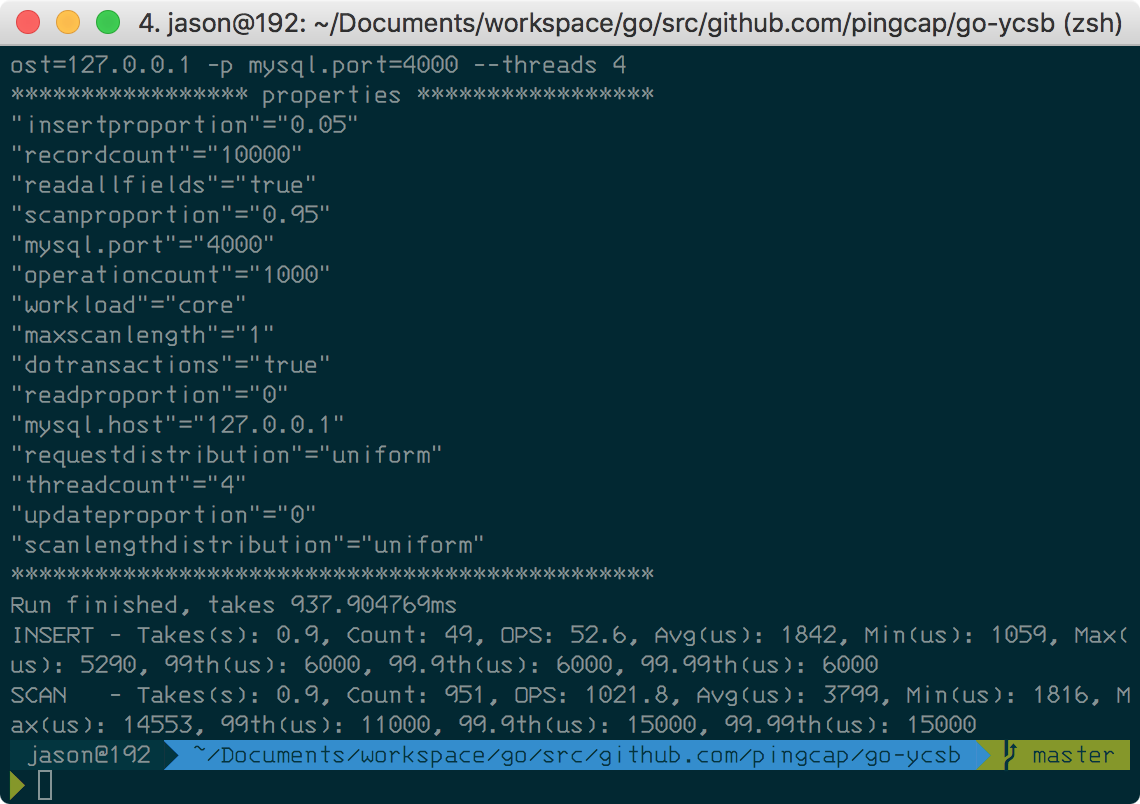 4. jason@192: ~/Documents/workspace/go/src/github.com/pingcap/go-ycsb (zsh)
ost=127.0.0.1 -p mysql.port=4000 --threads 4
***************** properties *****************
"insertproportion"="0.05"
"recordcount"="10000"
"readallfields"="true"
"scanproportion"="0.95"
"mysql.port"="4000"
"operationcount"="1000"
"workload"="core"
"maxscanlength"="1"
"dotransactions"="true"
"readproportion"="0"
"mysql.host"="127.0.0.1"
"requestdistribution"="uniform"
"threadcount"="4"
"updateproportion"="0"
"scanlengthdistribution"="uniform"
**********************************************
Run finished, takes 937.904769ms
INSERT - Takes(s): 0.9, Count: 49, OPS: 52.6, Avg(us): 1842, Min(us): 1059, Max(
us): 5290, 99th(us): 6000, 99.9th(us): 6000, 99.99th(us): 6000
SCAN   - Takes(s): 0.9, Count: 951, OPS: 1021.8, Avg(us): 3799, Min(us): 1816, M
ax(us): 14553, 99th(us): 11000, 99.9th(us): 15000, 99.99th(us): 15000
jason@192 ~/Documents/workspace/go/src/github.com/pingcap/go-ycsb master